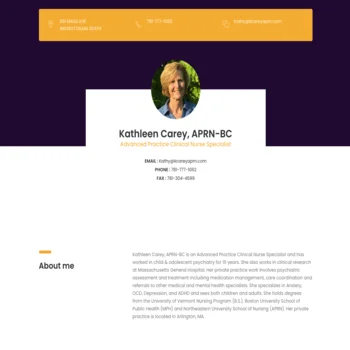 781-777-1062
Kathy@kcareyapm.com
Kathleen Carey, APRN-BC
Advanced Practice Clinical Nurse Specialist
EMAIL : Kathy@kcareyapm.com
PHONE : 781-777-1062
FAX : 781-304-4599
About me
Kathleen Carey, APRN-BC is an Advanced Practice Clinical Nurse Specialist and has
worked in child & adolescent psychiatry for 15 years. She also works in clinical research
at Massachusetts General Hospital. Her private practice work involves psychiatric
assessment and treatment including medication management, care coordination and
referrals to other medical and mental health specialists. She specializes in Anxiety,
OCD, Depression, and ADHD and sees both children and adults. She holds degrees
from the University of Vermont Nursing Program (B.S.), Boston University School of
Public Health (MPH) and Northeastern University School of Nursing (APRN). Her private
practice is located in Arlington, MA.